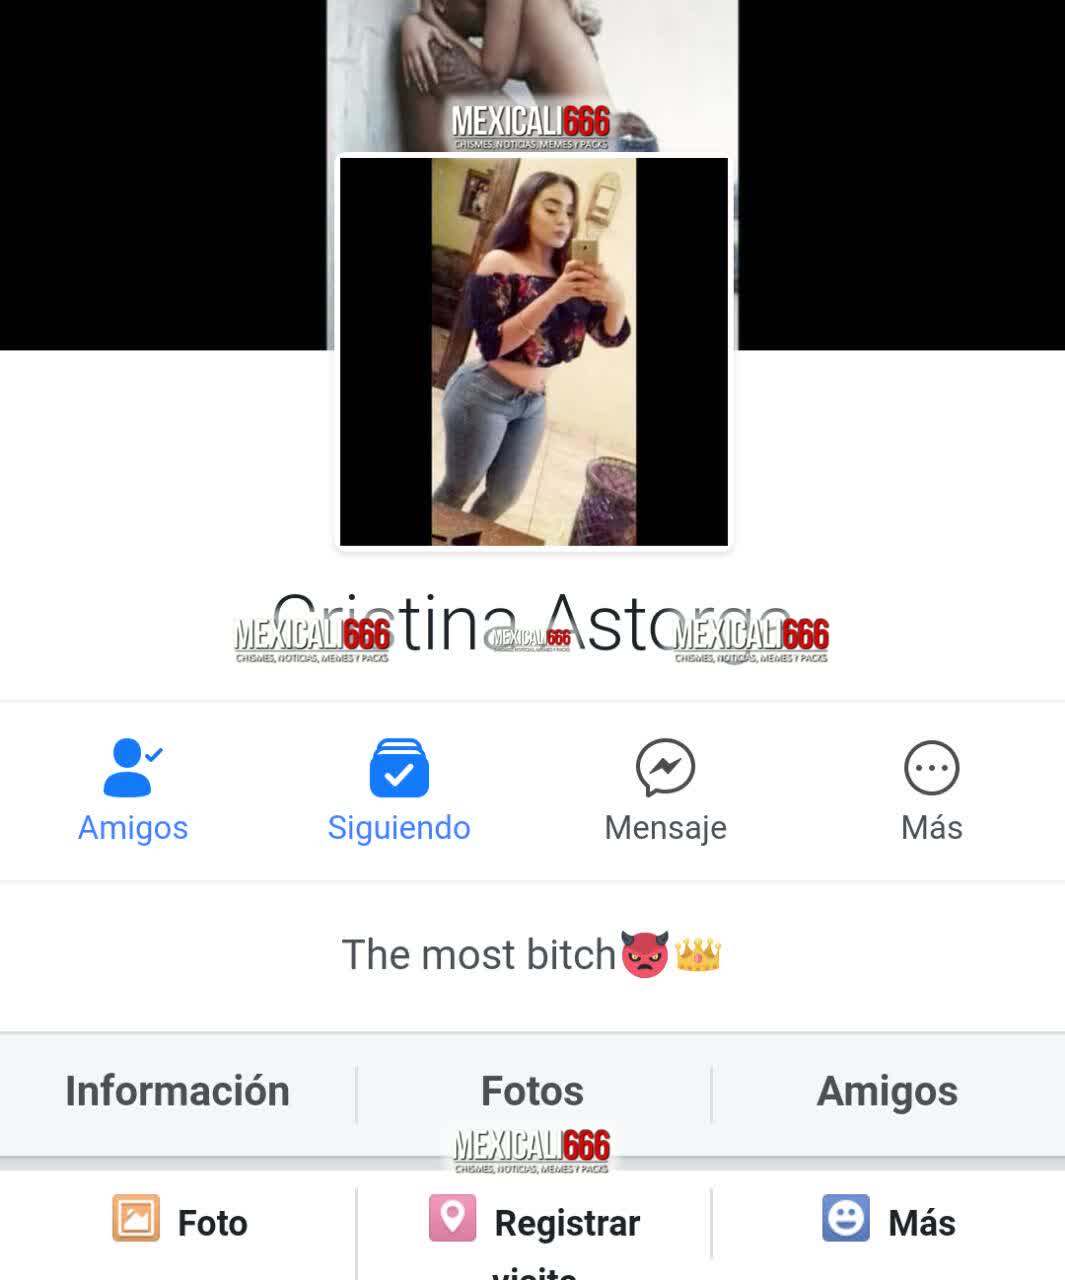 MEXICALI666
CHISMES, NOTICIAS, MEMES Y PACKS
Cristina Astorga
MEXICALI666
CHISMES, NOTICIAS, MEMES Y PACKS
MEXICALI666
MEXICALI666
CHISMES, NOTICIAS, MEMES Y PACKS
Amigos
Siguiendo
Mensaje
Más
The most bitch👿👑
Información
Fotos
Amigos
MEXICALI666
CHISMES, NOTICIAS, MEMES Y PACKS
Foto
Registrar
visita
Más